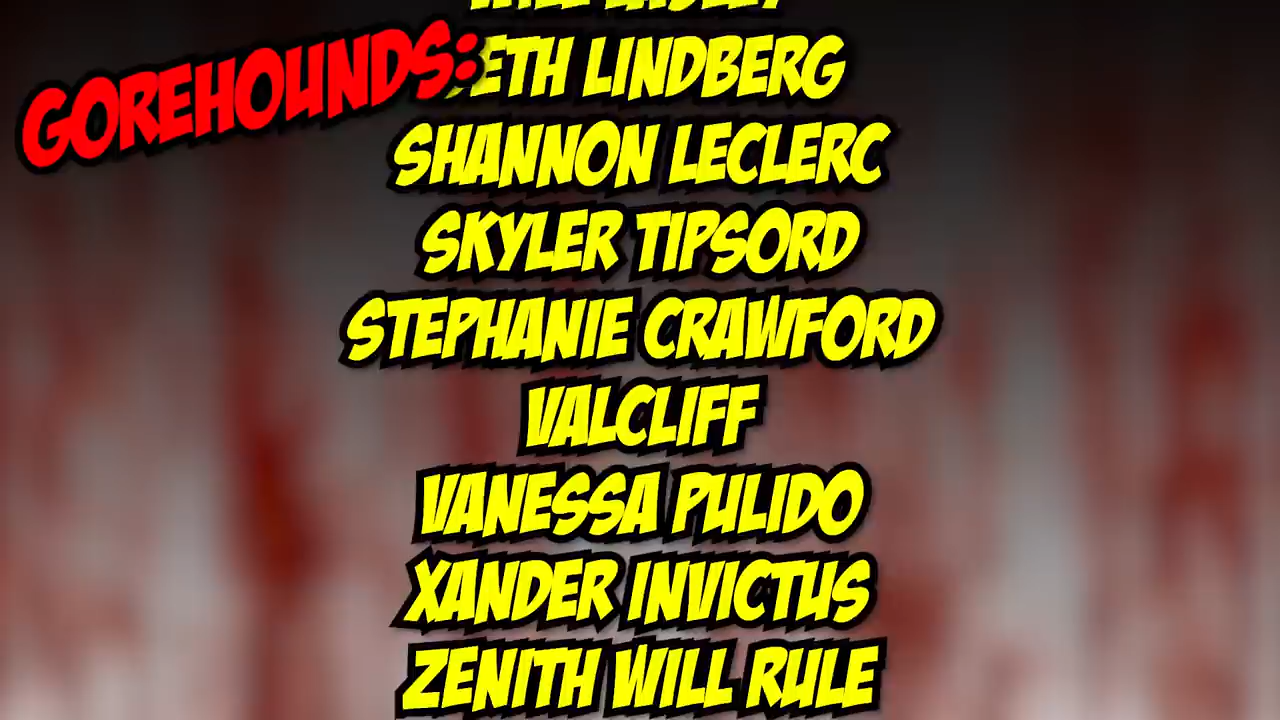 GOREHOUNDS:
ETH LINDBERG
SHANNON LECLERC
SKYLER TIPSORD
STEPHANIE CRAWFORD
VALCLIFF
VANESSA PULIDO
XANDER INVICTUS
ZENITH WILL RULE